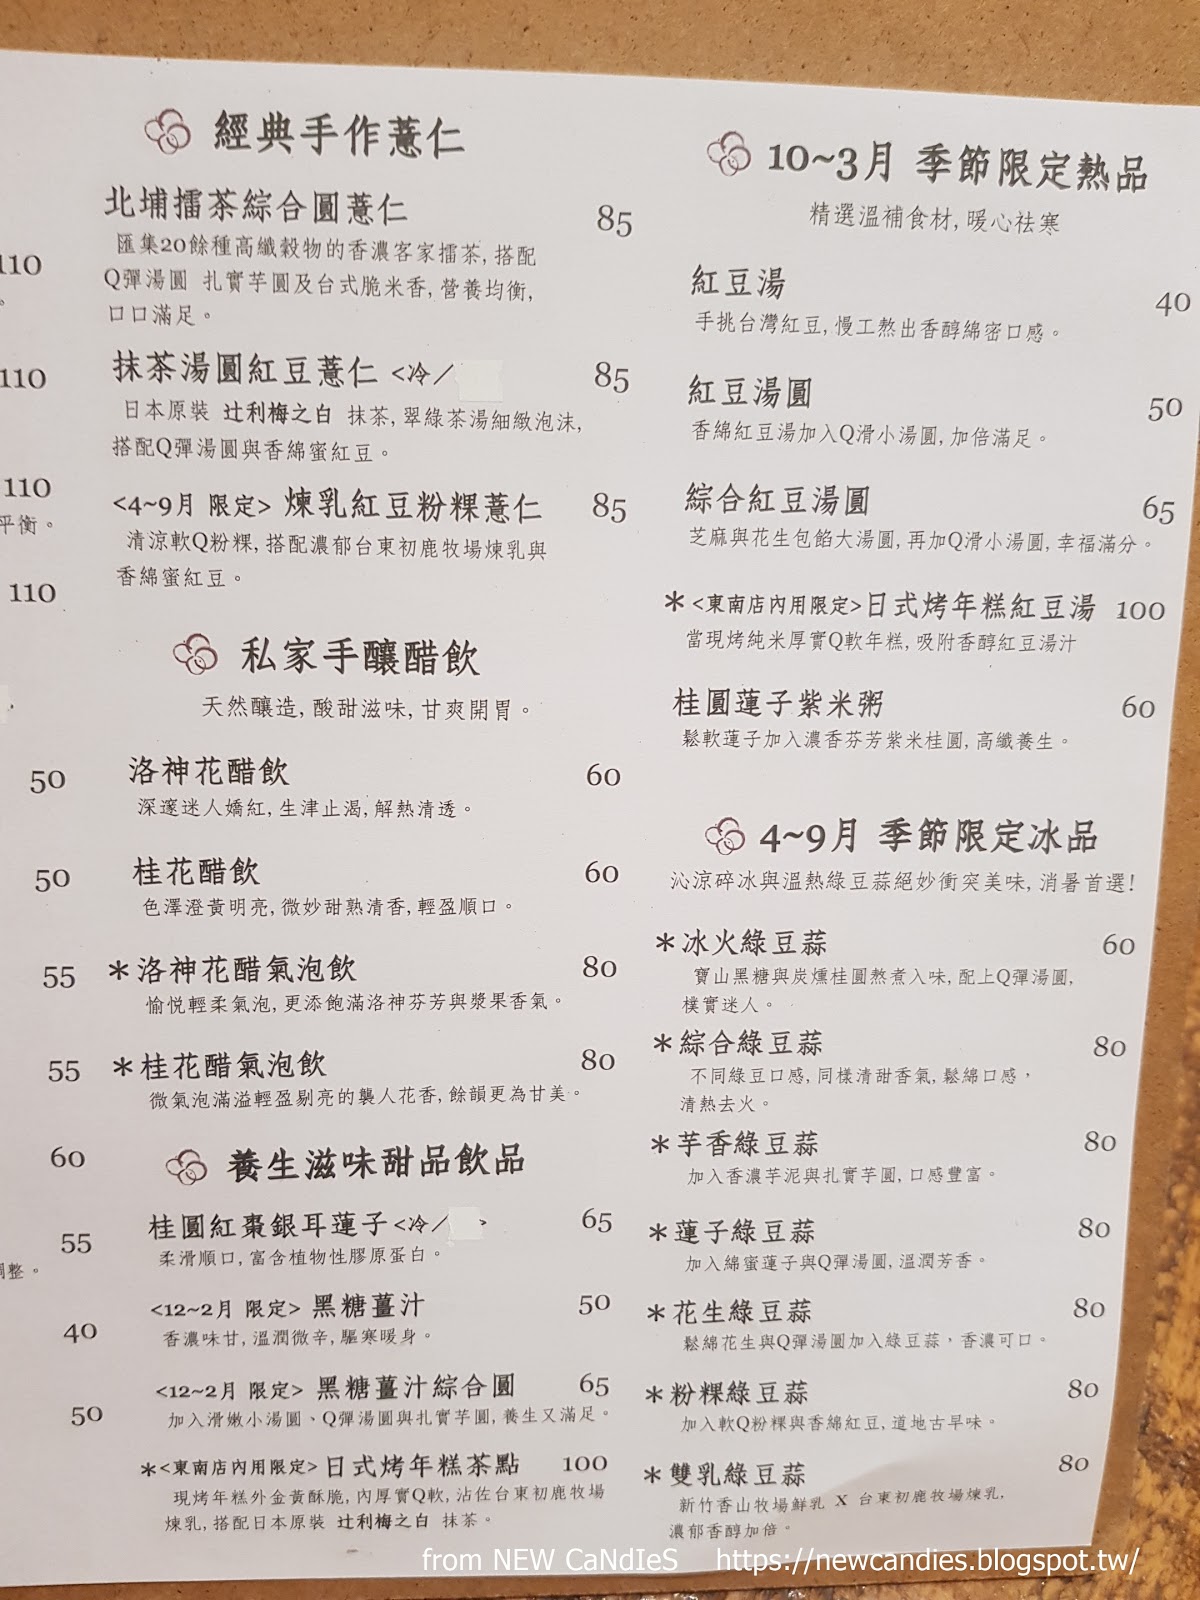 110
。
110
110
平衡。
110
50
50
55
55
60
55
調整。
40
50
經典手作薏仁
北埔擂茶綜合圓薏仁 85
匯集20餘種高纖穀物的香濃客家擂茶, 搭配
Q彈湯圓 扎實芋圓及台式脆米香, 營養均衡,
口口滿足。
抹茶湯圓紅豆薏仁 <冷／ 85
日本原裝 辻利梅之白 抹茶, 翠綠茶湯細緻泡沫,
搭配Q彈湯圓與香綿蜜紅豆。
<4~9月 限定> 煉乳紅豆粉粿薏仁 85
清涼軟Q粉粿, 搭配濃郁台東初鹿牧場煉乳與
香綿蜜紅豆。
私家手釀醋飲
天然釀造, 酸甜滋味, 甘爽開胃。
洛神花醋飲 60
深邃迷人嬌紅, 生津止渴, 解熱清透。
桂花醋飲 60
色澤澄黃明亮, 微妙甜熟清香, 輕盈順口。
＊洛神花醋氣泡飲 80
愉悅輕柔氣泡, 更添飽滿洛神芬芳與漿果香氣。
＊桂花醋氣泡飲 80
微氣泡滿溢輕盈剔亮的襲人花香, 餘韻更為甘美。
養生滋味甜品飲品
桂圓紅棗銀耳蓮子<冷／ > 65
柔滑順口, 富含植物性膠原蛋白。
<12~2月 限定> 黑糖薑汁 50
香濃味甘, 溫潤微辛, 驅寒暖身。
<12~2月 限定> 黑糖薑汁綜合圓 65
加入滑嫩小湯圓、Q彈湯圓與扎實芋圓, 養生又滿足。
＊<東南店內用限定>日式烤年糕茶點 100
現烤年糕外金黃酥脆, 內厚實Q軟, 沾佐台東初鹿牧場
煉乳, 搭配日本原裝 辻利梅之白 抹茶。
10~3月 季節限定熱品
精選溫補食材, 暖心祛寒
紅豆湯 40
手挑台灣紅豆, 慢工熬出香醇綿密口感。
紅豆湯圓 50
香綿紅豆湯加入Q滑小湯圓, 加倍滿足。
綜合紅豆湯圓 65
芝麻與花生包餡大湯圓, 再加Q滑小湯圓, 幸福滿分。
＊<東南店內用限定>日式烤年糕紅豆湯 100
當現烤純米厚實Q軟年糕, 吸附香醇紅豆湯汁
桂圓蓮子紫米粥 60
鬆軟蓮子加入濃香芬芳紫米桂圓, 高纖養生。
4~9月 季節限定冰品
沁涼碎冰與溫熱綠豆蒜絕妙衝突美味, 消暑首選!
＊冰火綠豆蒜 60
寶山黑糖與炭燻桂圓熬煮入味, 配上Q彈湯圓,
樸實迷人。
＊綜合綠豆蒜 80
不同綠豆口感, 同樣清甜香氣, 鬆綿口感，
清熱去火。
＊芋香綠豆蒜 80
加入香濃芋泥與扎實芋圓, 口感豐富。
＊蓮子綠豆蒜 80
加入綿蜜蓮子與Q彈湯圓, 溫潤芳香。
＊花生綠豆蒜 80
鬆綿花生與Q彈湯圓加入綠豆蒜，香濃可口。
＊粉粿綠豆蒜 80
加入軟Q粉粿與香綿紅豆, 道地古早味。
＊雙乳綠豆蒜 80
新竹香山牧場鮮乳 X 台東初鹿牧場煉乳,
濃郁香醇加倍。
from NEW CaNdIeS https://newcandies.blogspot.tw/